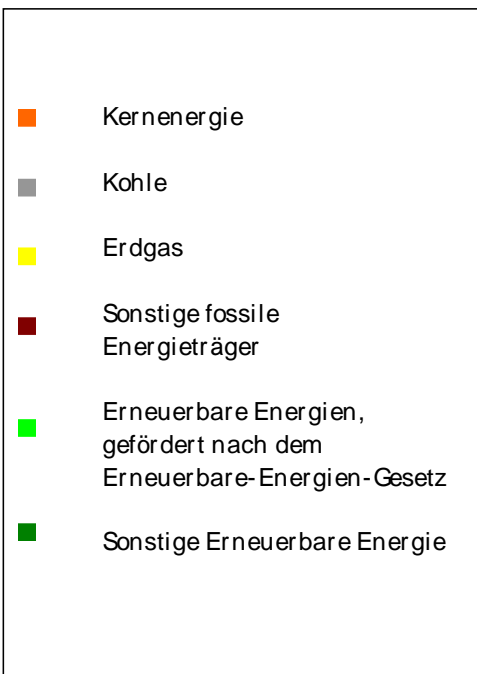 Kernenergie
Kohle
Erdgas
Sonstige fossile
Energieträger
Erneuerbare Energien,
gefördert nach dem
Erneuerbare-Energien-Gesetz
Sonstige Erneuerbare Energie